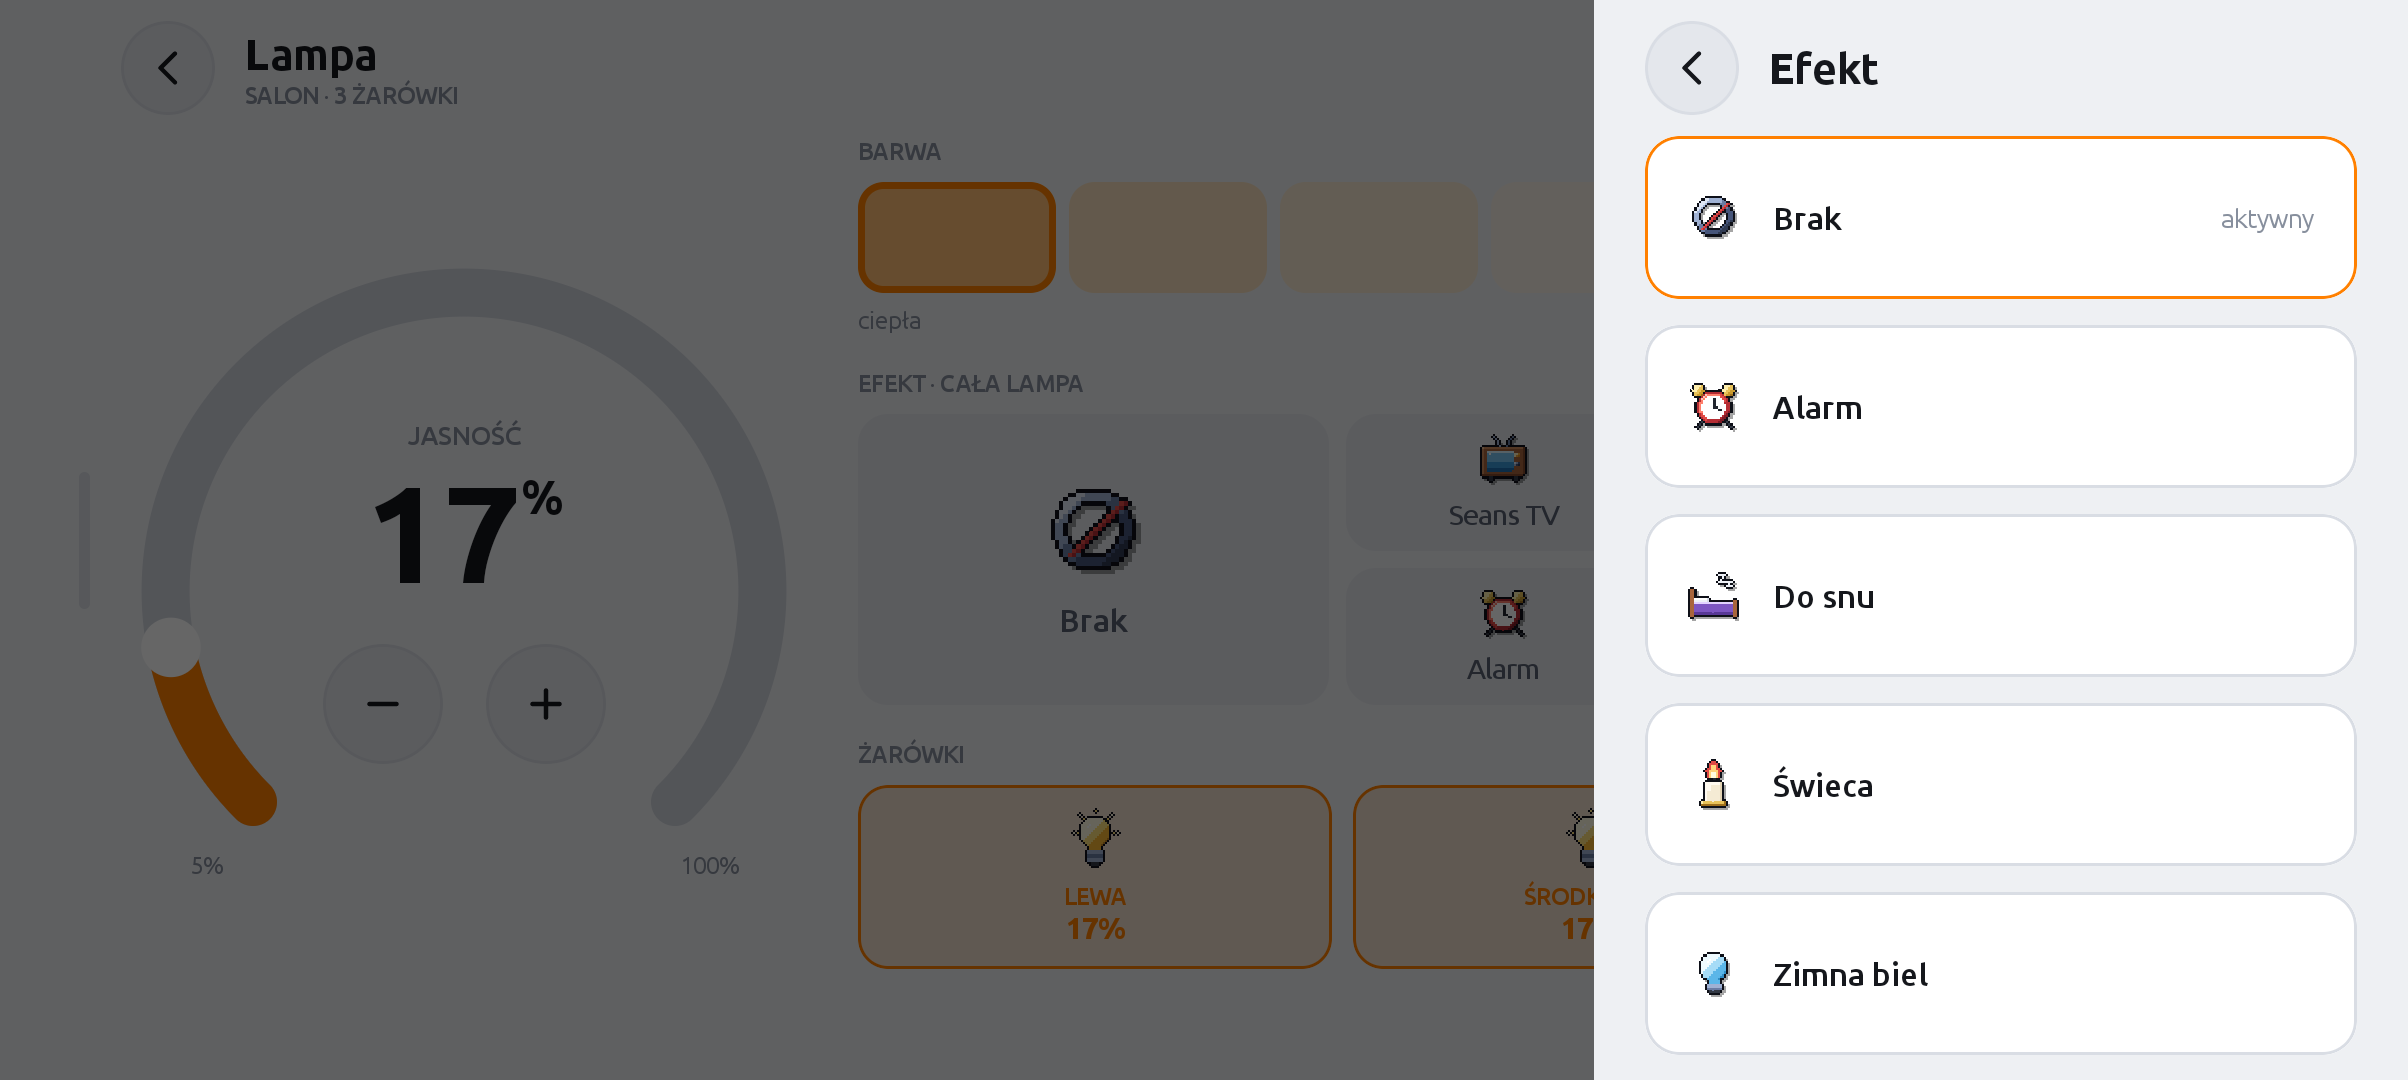 Lampa
SALON · 3 ŻARÓWKI
JASNOŚĆ
17%
5%
100%
BARWA
ciepła
EFEKT · CAŁA LAMPA
Brak
Seans TV
Alarm
ŻARÓWKI
LEWA
17%
Efekt
Brak
aktywny
Alarm
Do snu
Świeca
Zimna biel